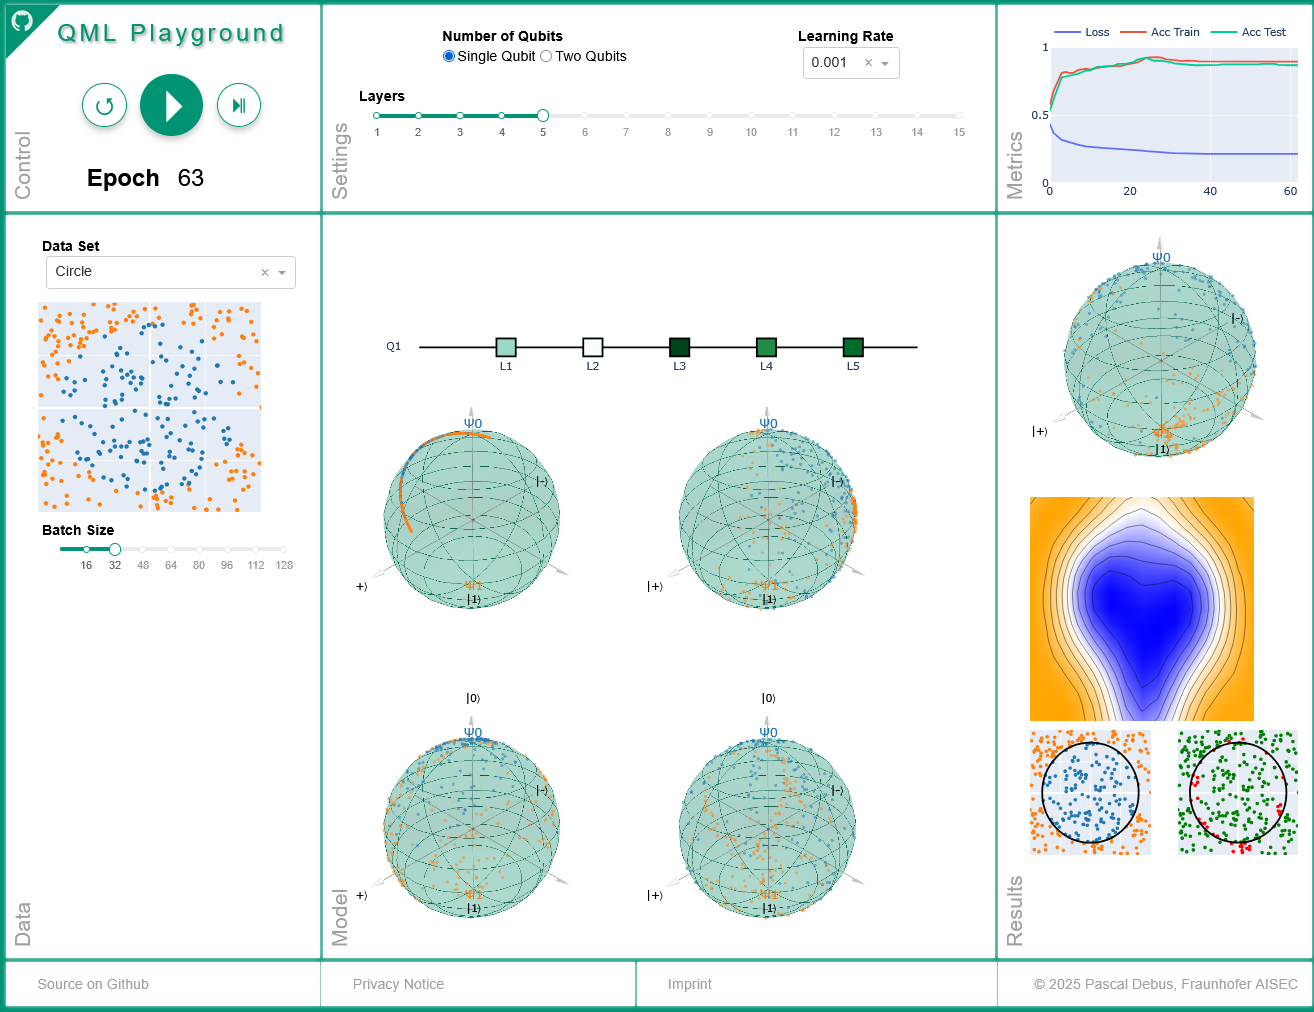 QML Playground
Control
Epoch 63
Number of Qubits
Single Qubit Two Qubits
Learning Rate
0.001 ×
Layers
1 2 3 4 5 6 7 8 9 10 11 12 13 14 15
Settings
Loss Acc Train Acc Test
1
0.5
0
0 20 40 60
Metrics
Data Set
Circle ×
Batch Size
16 32 48 64 80 96 112 128
Data
Q1
L1 L2 L3 L4 L5
Ψ0
|-⟩
+⟩
Ψ1
|1⟩
Ψ0
|-⟩
|+⟩
Ψ1
|1⟩
|0⟩
Ψ0
|-⟩
+⟩
Ψ1
|1⟩
|0⟩
Ψ0
|-⟩
|+⟩
Ψ1
|1⟩
Model
Ψ0
|-⟩
|+⟩
|1⟩
Results
Source on Github
Privacy Notice
Imprint
© 2025 Pascal Debus, Fraunhofer AISEC